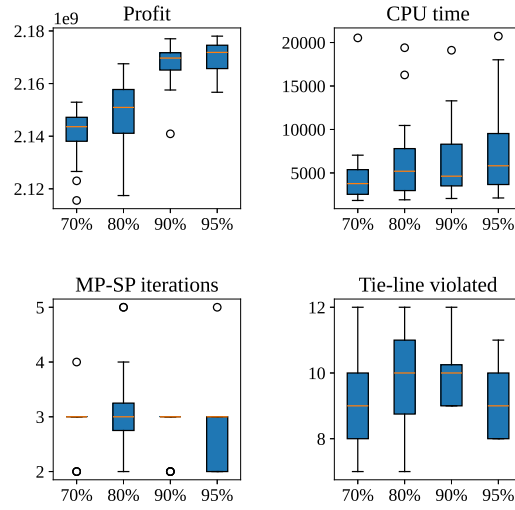 Profit
1e9
2.18
2.16
2.14
2.12
70% 80% 90% 95%
CPU time
20000
15000
10000
5000
70% 80% 90% 95%
MP-SP iterations
5
4
3
2
70% 80% 90% 95%
Tie-line violated
12
10
8
70% 80% 90% 95%